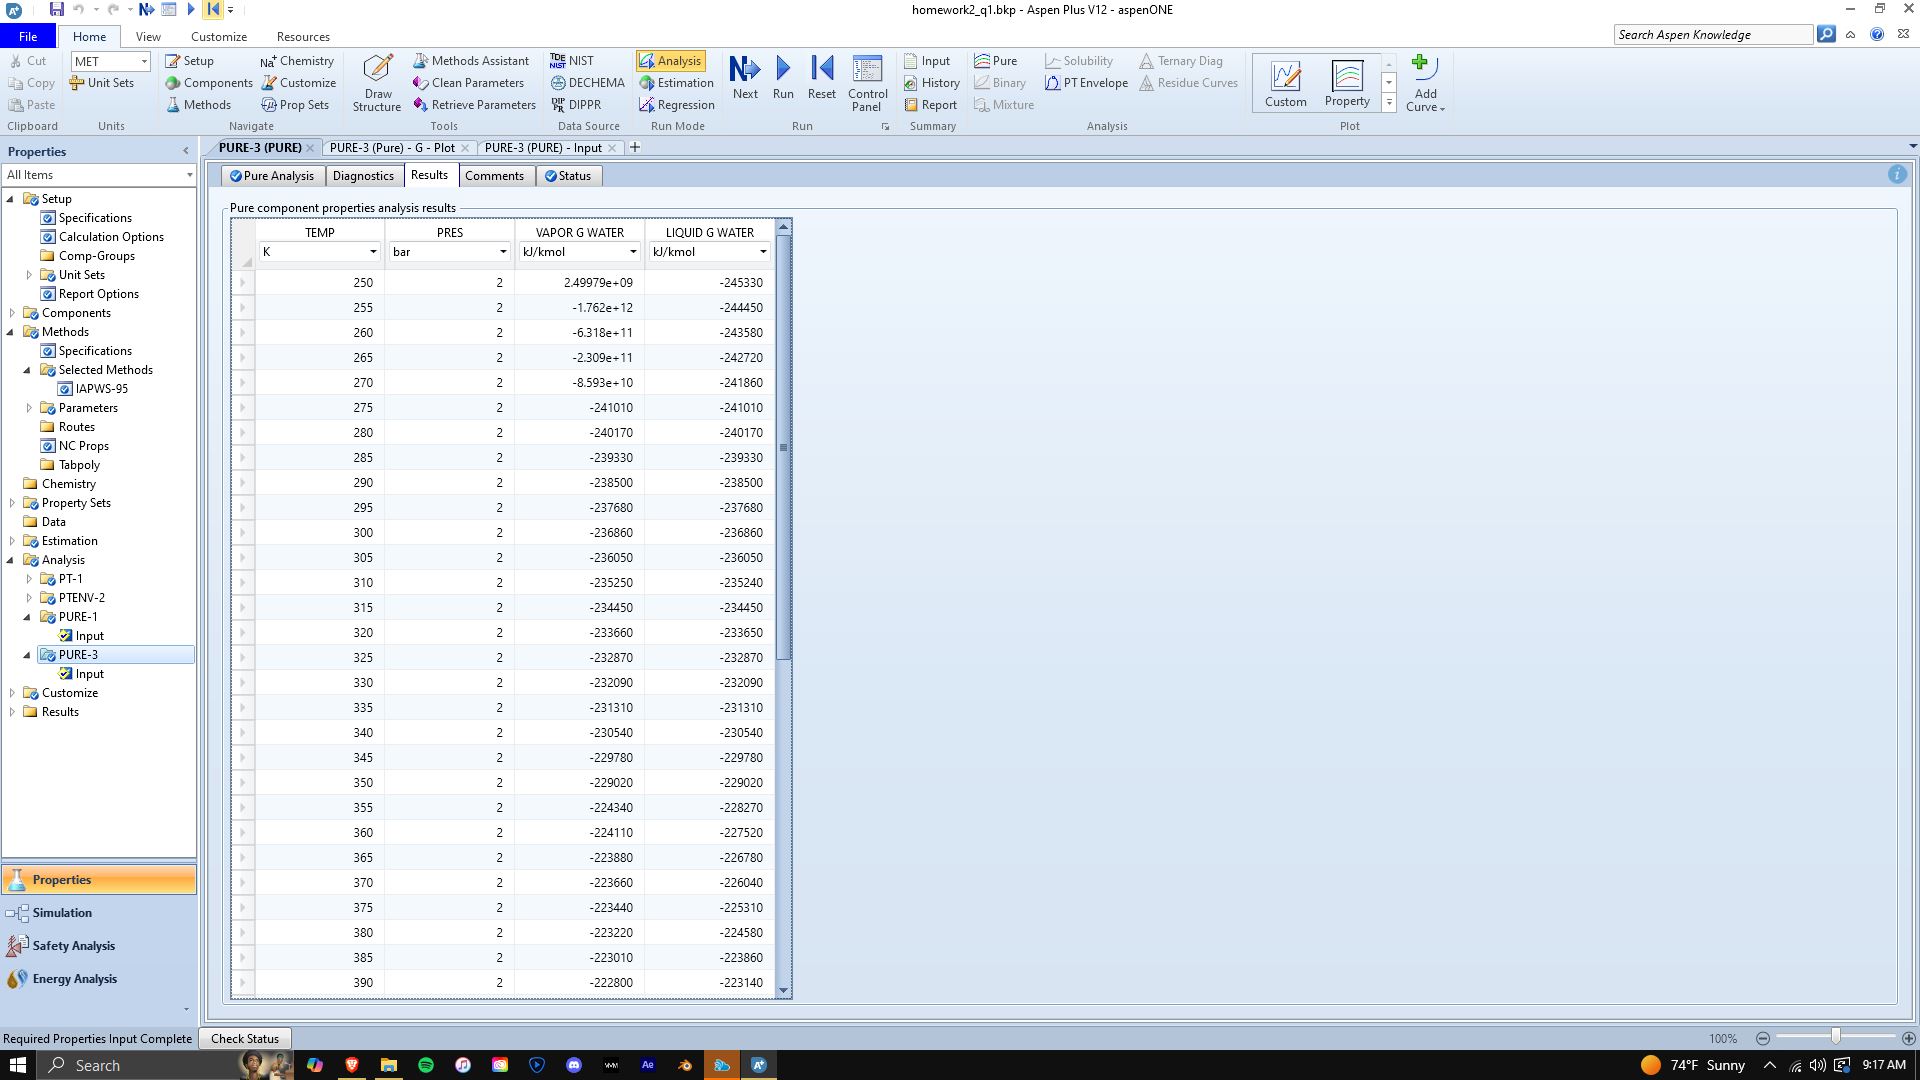 homework2_q1.bkp - Aspen Plus V12 - aspenONE
File Home View Customize Resources
Search Aspen Knowledge
Cut
Copy
Paste
Clipboard
MET
Unit Sets
Units
Setup
Components
Methods
Chemistry
Customize
Prop Sets
Navigate
Draw Structure
Methods Assistant
Clean Parameters
Retrieve Parameters
Tools
NIST
DECHEMA
DIPPR
Data Source
Analysis
Estimation
Regression
Run Mode
Next
Run
Reset
Control Panel
Run
Input
History
Report
Summary
Pure
Binary
Mixture
Solubility
PT Envelope
Ternary Diag
Residue Curves
Analysis
Custom
Property
Add Curve
Plot
Properties
All Items
Setup
Specifications
Calculation Options
Comp-Groups
Unit Sets
Report Options
Components
Methods
Specifications
Selected Methods
IAPWS-95
Parameters
Routes
NC Props
Tabpoly
Chemistry
Property Sets
Data
Estimation
Analysis
PT-1
PTENV-2
PURE-1
Input
PURE-3
Input
Customize
Results
Properties
Simulation
Safety Analysis
Energy Analysis
PURE-3 (PURE) PURE-3 (Pure) - G - Plot PURE-3 (PURE) - Input
Pure Analysis Diagnostics Results Comments Status
Pure component properties analysis results
TEMP PRES VAPOR G WATER LIQUID G WATER
K bar kJ/kmol kJ/kmol
250 2 2.49979e+09 -245330
255 2 -1.762e+12 -244450
260 2 -6.318e+11 -243580
265 2 -2.309e+11 -242720
270 2 -8.593e+10 -241860
275 2 -241010 -241010
280 2 -240170 -240170
285 2 -239330 -239330
290 2 -238500 -238500
295 2 -237680 -237680
300 2 -236860 -236860
305 2 -236050 -236050
310 2 -235250 -235240
315 2 -234450 -234450
320 2 -233660 -233650
325 2 -232870 -232870
330 2 -232090 -232090
335 2 -231310 -231310
340 2 -230540 -230540
345 2 -229780 -229780
350 2 -229020 -229020
355 2 -224340 -228270
360 2 -224110 -227520
365 2 -223880 -226780
370 2 -223660 -226040
375 2 -223440 -225310
380 2 -223220 -224580
385 2 -223010 -223860
390 2 -222800 -223140
Required Properties Input Complete Check Status
100%
Search
74°F Sunny
9:17 AM